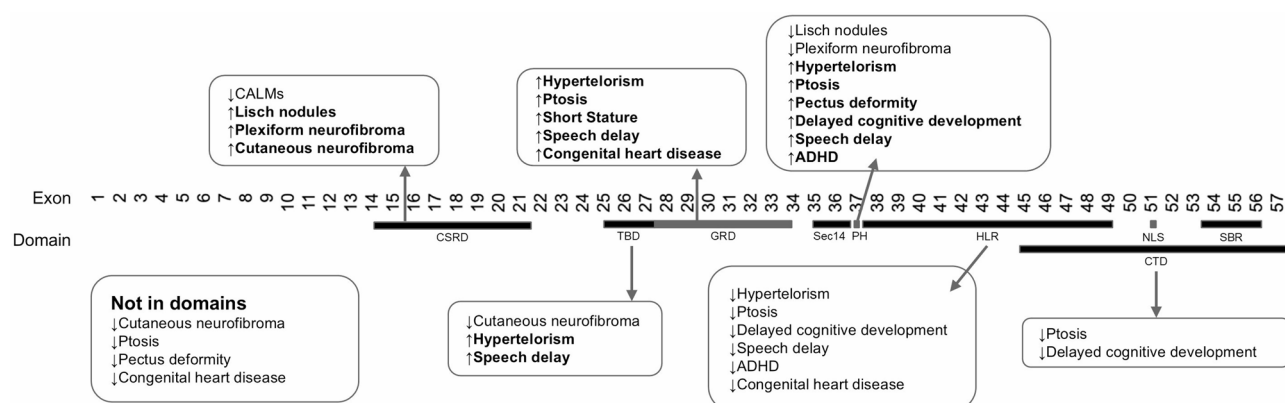 ↓CALMs
↑Lisch nodules
↑Plexiform neurofibroma
↑Cutaneous neurofibroma
↑Hypertelorism
↑Ptosis
↑Short Stature
↑Speech delay
↑Congenital heart disease
↓Lisch nodules
↓Plexiform neurofibroma
↑Hypertelorism
↑Ptosis
↑Pectus deformity
↑Delayed cognitive development
↑Speech delay
↑ADHD
Exon 1 2 3 4 5 6 7 8 9 10 11 12 13 14 15 16 17 18 19 20 21 22 23 24 25 26 27 28 29 30 31 32 33 34 35 36 37 38 39 40 41 42 43 44 45 46 47 48 49 50 51 52 53 54 55 56 57
Domain CSRD TBD GRD Sec14 PH HLR NLS SBR
CTD
Not in domains
↓Cutaneous neurofibroma
↓Ptosis
↓Pectus deformity
↓Congenital heart disease
↓Cutaneous neurofibroma
↑Hypertelorism
↑Speech delay
↓Hypertelorism
↓Ptosis
↓Delayed cognitive development
↓Speech delay
↓ADHD
↓Congenital heart disease
↓Ptosis
↓Delayed cognitive development